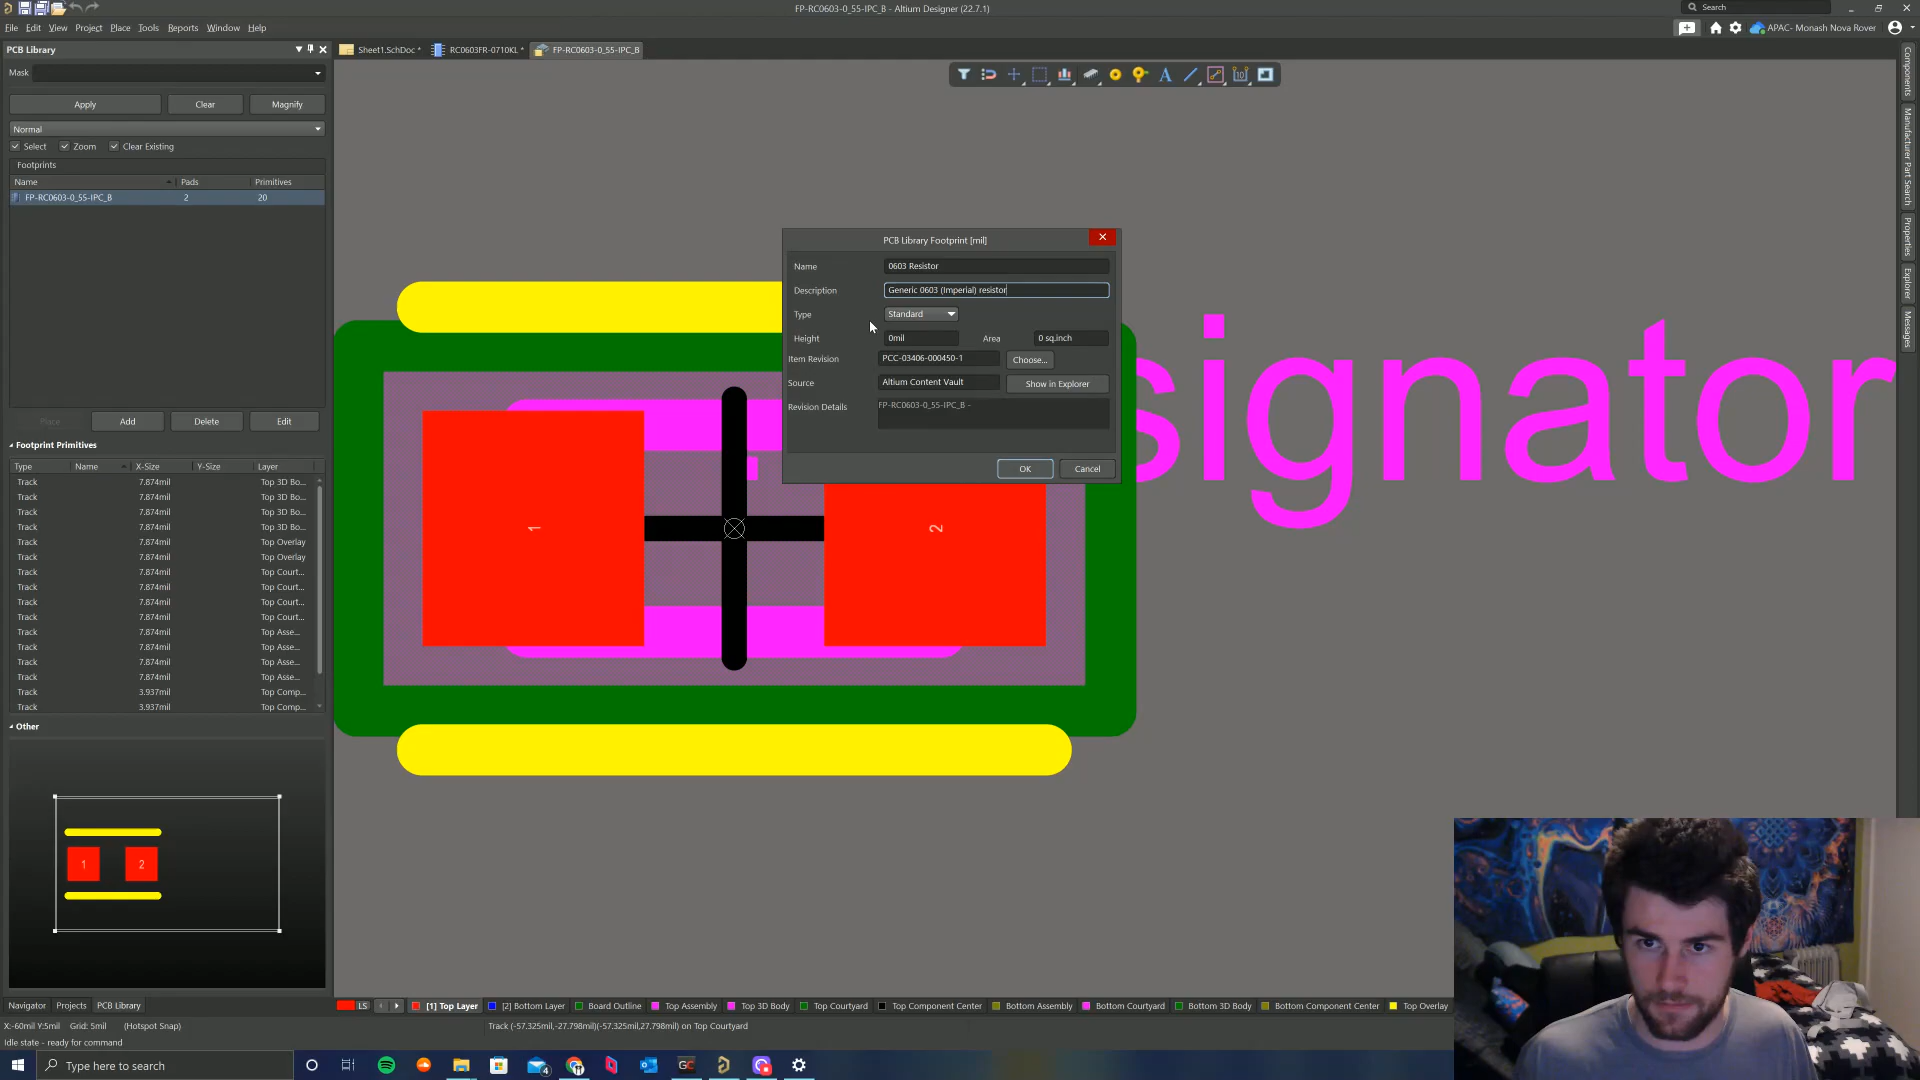 FP-RC0603-0_55-IPC_B - Altium Designer (22.7.1)
Search
File Edit View Project Place Tools Reports Window Help
APAC- Monash Nova Rover
PCB Library
Sheet1.SchDoc *
RC0603FR-0710KL *
FP-RC0603-0_55-IPC_B
Mask
Apply
Clear
Magnify
Normal
Select
Zoom
Clear Existing
Footprints
Name Pads Primitives
FP-RC0603-0_55-IPC_B 2 20
Place
Add
Delete
Edit
Footprint Primitives
Type Name X-Size Y-Size Layer
Track 7.874mil Top 3D Bo...
Track 7.874mil Top 3D Bo...
Track 7.874mil Top 3D Bo...
Track 7.874mil Top 3D Bo...
Track 7.874mil Top Overlay
Track 7.874mil Top Overlay
Track 7.874mil Top Court...
Track 7.874mil Top Court...
Track 7.874mil Top Court...
Track 7.874mil Top Court...
Track 7.874mil Top Asse...
Track 7.874mil Top Asse...
Track 7.874mil Top Asse...
Track 7.874mil Top Asse...
Track 3.937mil Top Comp...
Track 3.937mil Top Comp...
Other
1 2
Navigator Projects PCB Library
PCB Library Footprint [mil]
Name 0603 Resistor
Description Generic 0603 (Imperial) resistor
Type Standard
Height 0mil Area 0 sq.inch
Item Revision PCC-03406-000450-1 Choose...
Source Altium Content Vault Show in Explorer
Revision Details FP-RC0603-0_55-IPC_B -
OK
Cancel
1
2
signator
10
Components
Manufacturer Part Search
Properties
Explorer
Messages
LS [1] Top Layer [2] Bottom Layer Board Outline Top Assembly Top 3D Body Top Courtyard Top Component Center Bottom Assembly Bottom Courtyard Bottom 3D Body Bottom Component Center Top Overlay
X:-60mil Y:5mil Grid: 5mil (Hotspot Snap)
Track (-57.325mil,-27.798mil)(-57.325mil,27.798mil) on Top Courtyard
Idle state - ready for command
Type here to search
4
GC